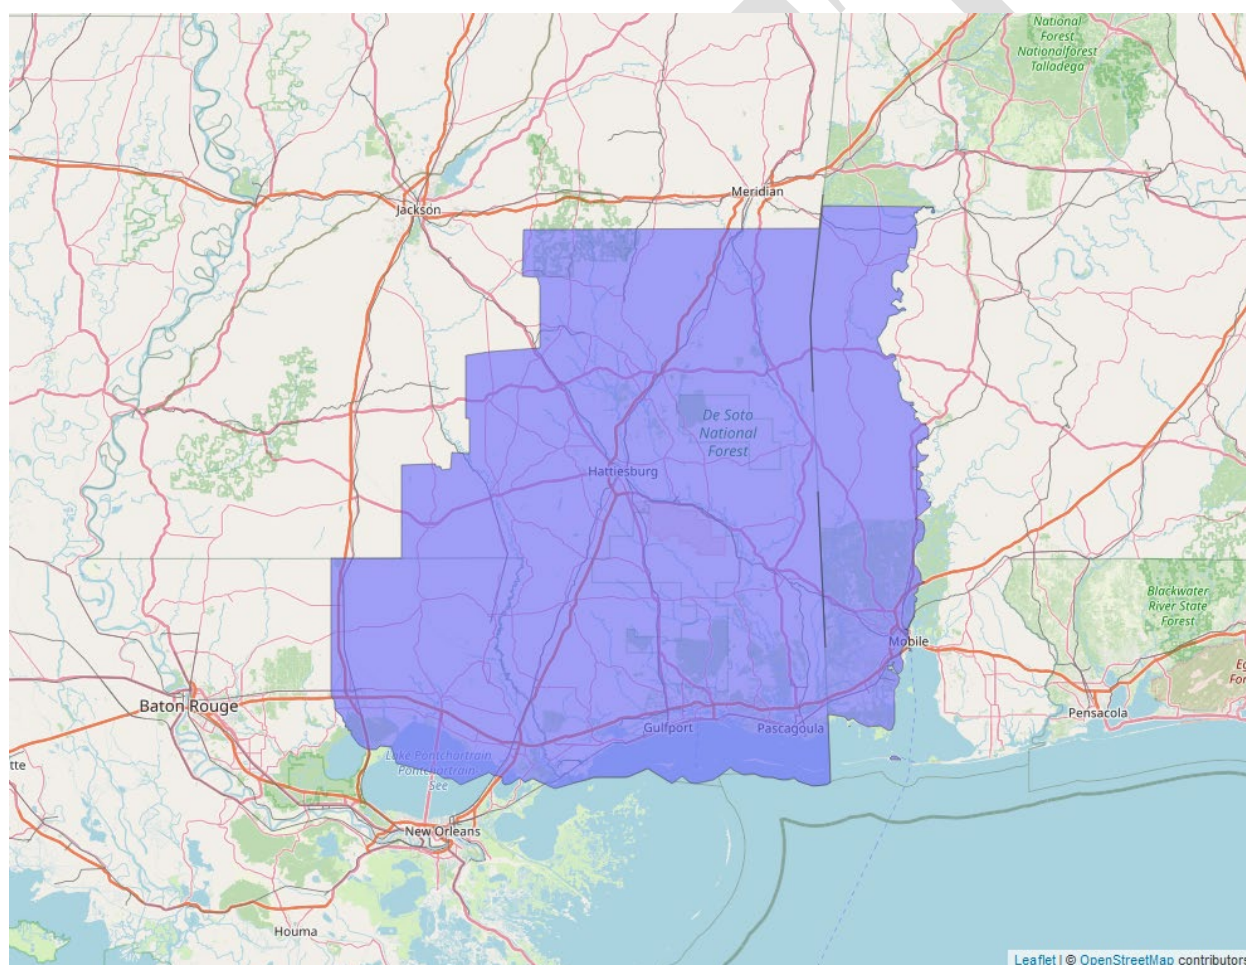 National
Forest
Nationalforest
Talladega
Meridian
Jackson
De Soto
National
Forest
Hattiesburg
Blackwater
River State
Forest
Mobile
Baton Rouge
Pensacola
Gulfport
Pascagoula
Lake Pontchartrain
Pontchartrain
See
New Orleans
Houma
Leaflet | © OpenStreetMap contributors